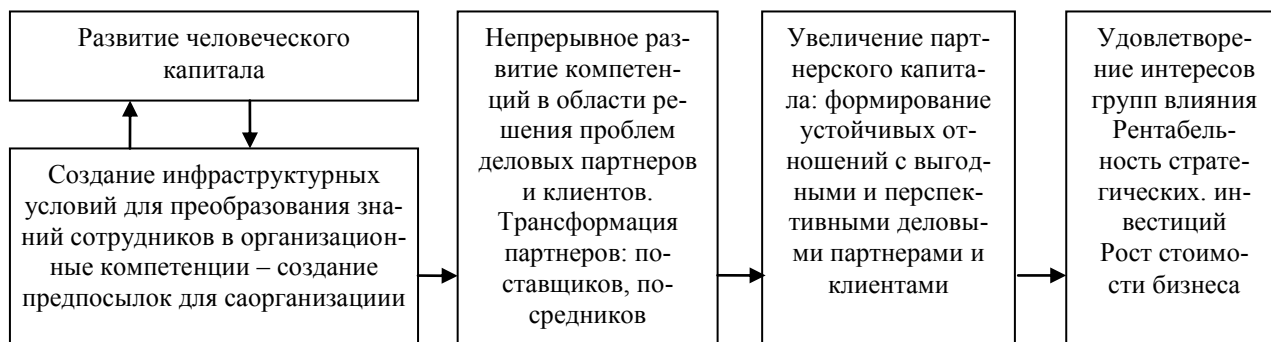 Развитие человеческого
капитала
Создание инфраструктурных
условий для преобразования зна-
ний сотрудников в организацион-
ные компетенции – создание
предпосылок для саорганизациии
Непрерывное раз-
витие компетен-
ций в области ре-
шения проблем
деловых партнеров
и клиентов.
Трансформация
партнеров: по-
ставщиков, по-
средников
Увеличение парт-
нерского капита-
ла: формирование
устойчивых от-
ношений с выгод-
ными и перспек-
тивными деловы-
ми партнерами и
клиентами
Удовлетворе-
ние интересов
групп влияния
Рентабель-
ность страте-
гических. ин-
вестиций
Рост стоимо-
сти бизнеса